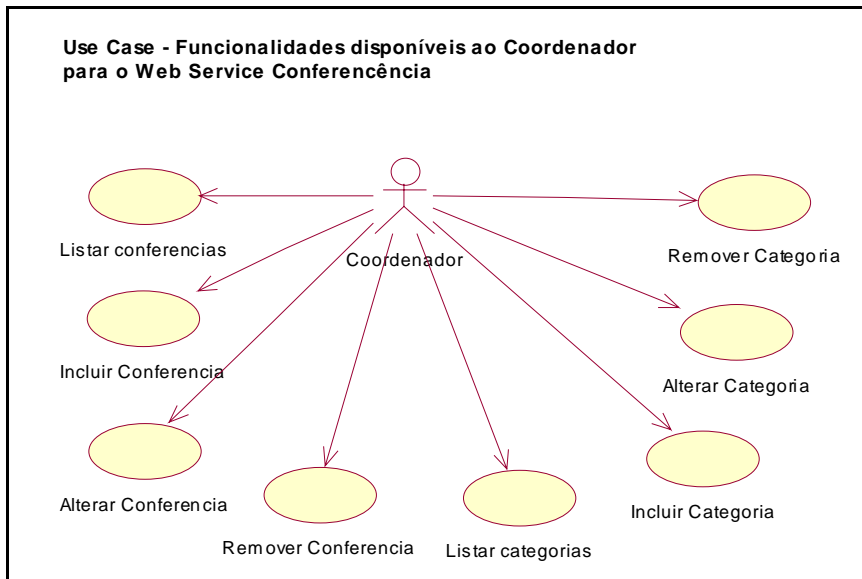 Use Case - Funcionalidades disponíveis ao Coordenador
para o Web Service Conferencência
Listar conferencias
Coordenador
Remover Categoria
Incluir Conferencia
Alterar Categoria
Alterar Conferencia
Incluir Categoria
Remover Conferencia
Listar categorias